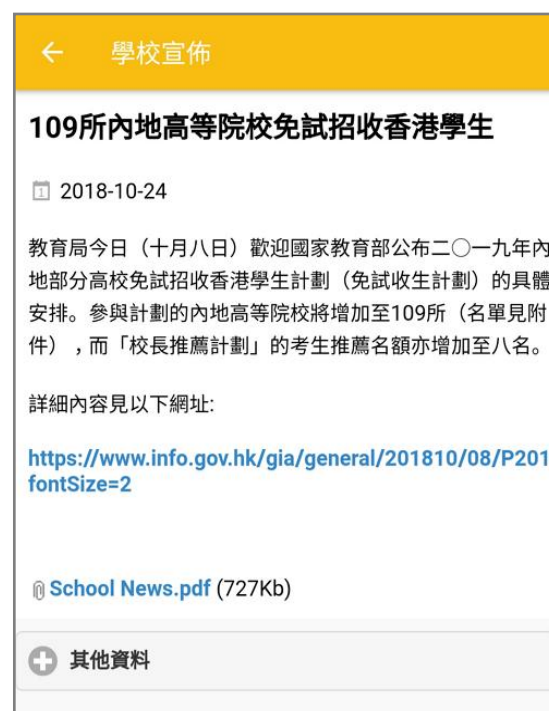 學校宣佈
109所內地高等院校免試招收香港學生
2018-10-24
教育局今日（十月八日）歡迎國家教育部公布二○一九年內
地部分高校免試招收香港學生計劃（免試收生計劃）的具體
安排。參與計劃的內地高等院校將增加至109所（名單見附
件），而「校長推薦計劃」的考生推薦名額亦增加至八名。
詳細內容見以下網址:
https://www.info.gov.hk/gia/general/201810/08/P201
fontSize=2
School News.pdf (727Kb)
其他資料